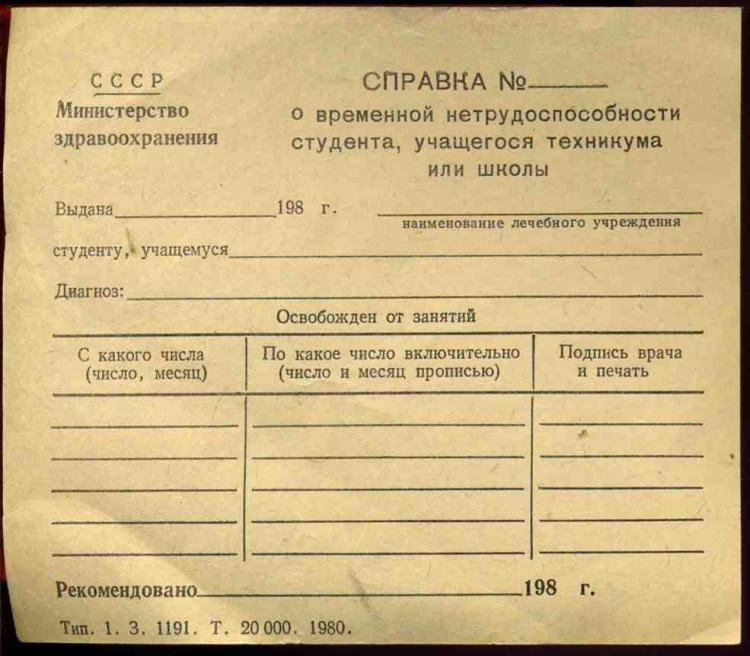 СССР
Министерство
здравоохранения
СПРАВКА №
о временной нетрудоспособности
студента, учащегося техникума
или школы
Выдана 198 г.
наименование лечебного учреждения
студенту, учащемуся
Диагноз:
Освобожден от занятий
С какого числа
(число, месяц)
По какое число включительно
(число и месяц прописью)
Подпись врача
и печать
Рекомендовано 198 г.
Тип. 1. З. 1191. Т. 20 000. 1980.